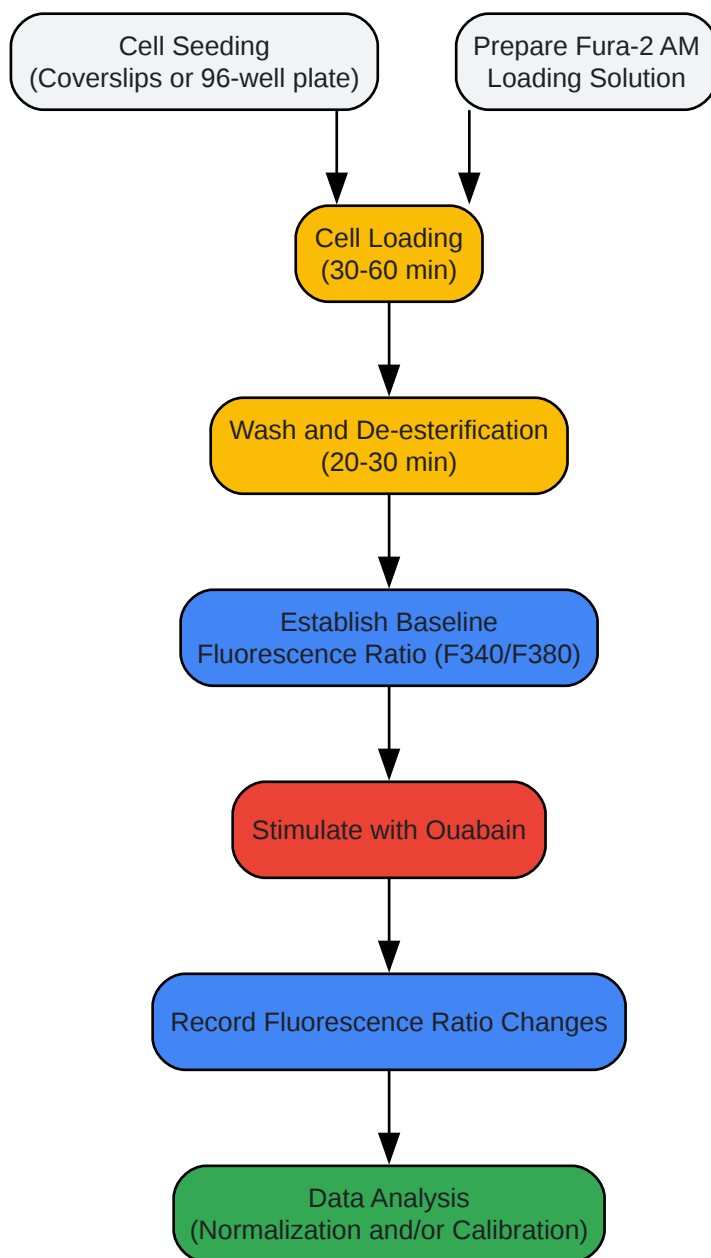 Cell Seeding
(Coverslips or 96-well plate)
Prepare Fura-2 AM
Loading Solution
Cell Loading
(30-60 min)
Wash and De-esterification
(20-30 min)
Establish Baseline
Fluorescence Ratio (F340/F380)
Stimulate with Ouabain
Record Fluorescence Ratio Changes
Data Analysis
(Normalization and/or Calibration)